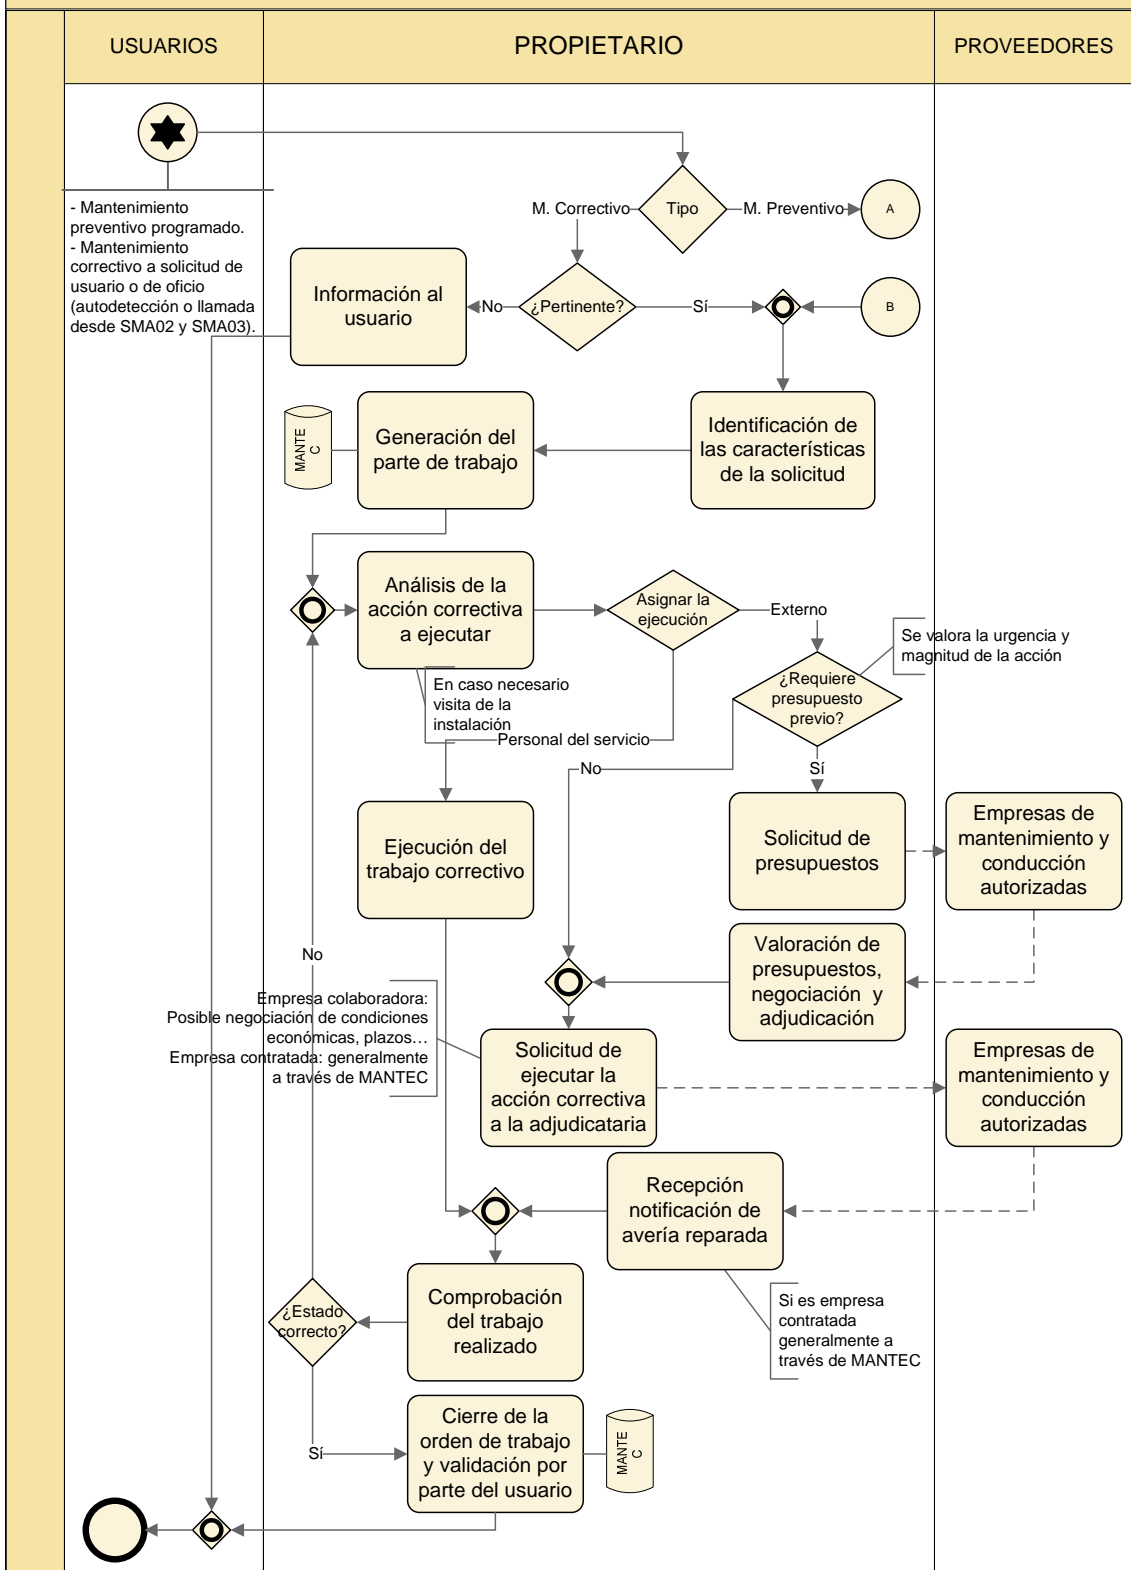 USUARIOS
PROPIETARIO
PROVEEDORES
- Mantenimiento
preventivo programado.
- Mantenimiento
correctivo a solicitud de
usuario o de oficio
(autodetección o llamada
desde SMA02 y SMA03).
M. Correctivo
Tipo
M. Preventivo
A
Información al
usuario
No
¿Pertinente?
Sí
B
MANTE
C
Generación del
parte de trabajo
Identificación de
las características
de la solicitud
Análisis de la
acción correctiva
a ejecutar
Asignar la
ejecución
Externo
Se valora la urgencia y
magnitud de la acción
En caso necesario
visita de la
instalación
¿Requiere
presupuesto
previo?
Personal del servicio
No
Sí
Ejecución del
trabajo correctivo
Solicitud de
presupuestos
Empresas de
mantenimiento y
conducción
autorizadas
No
Valoración de
presupuestos,
negociación y
adjudicación
Empresa colaboradora:
Posible negociación de condiciones
económicas, plazos…
Empresa contratada: generalmente
a través de MANTEC
Solicitud de
ejecutar la
acción correctiva
a la adjudicataria
Empresas de
mantenimiento y
conducción
autorizadas
Recepción
notificación de
avería reparada
¿Estado
correcto?
Comprobación
del trabajo
realizado
Si es empresa
contratada
generalmente a
través de MANTEC
Sí
Cierre de la
orden de trabajo
y validación por
parte del usuario
MANTE
C